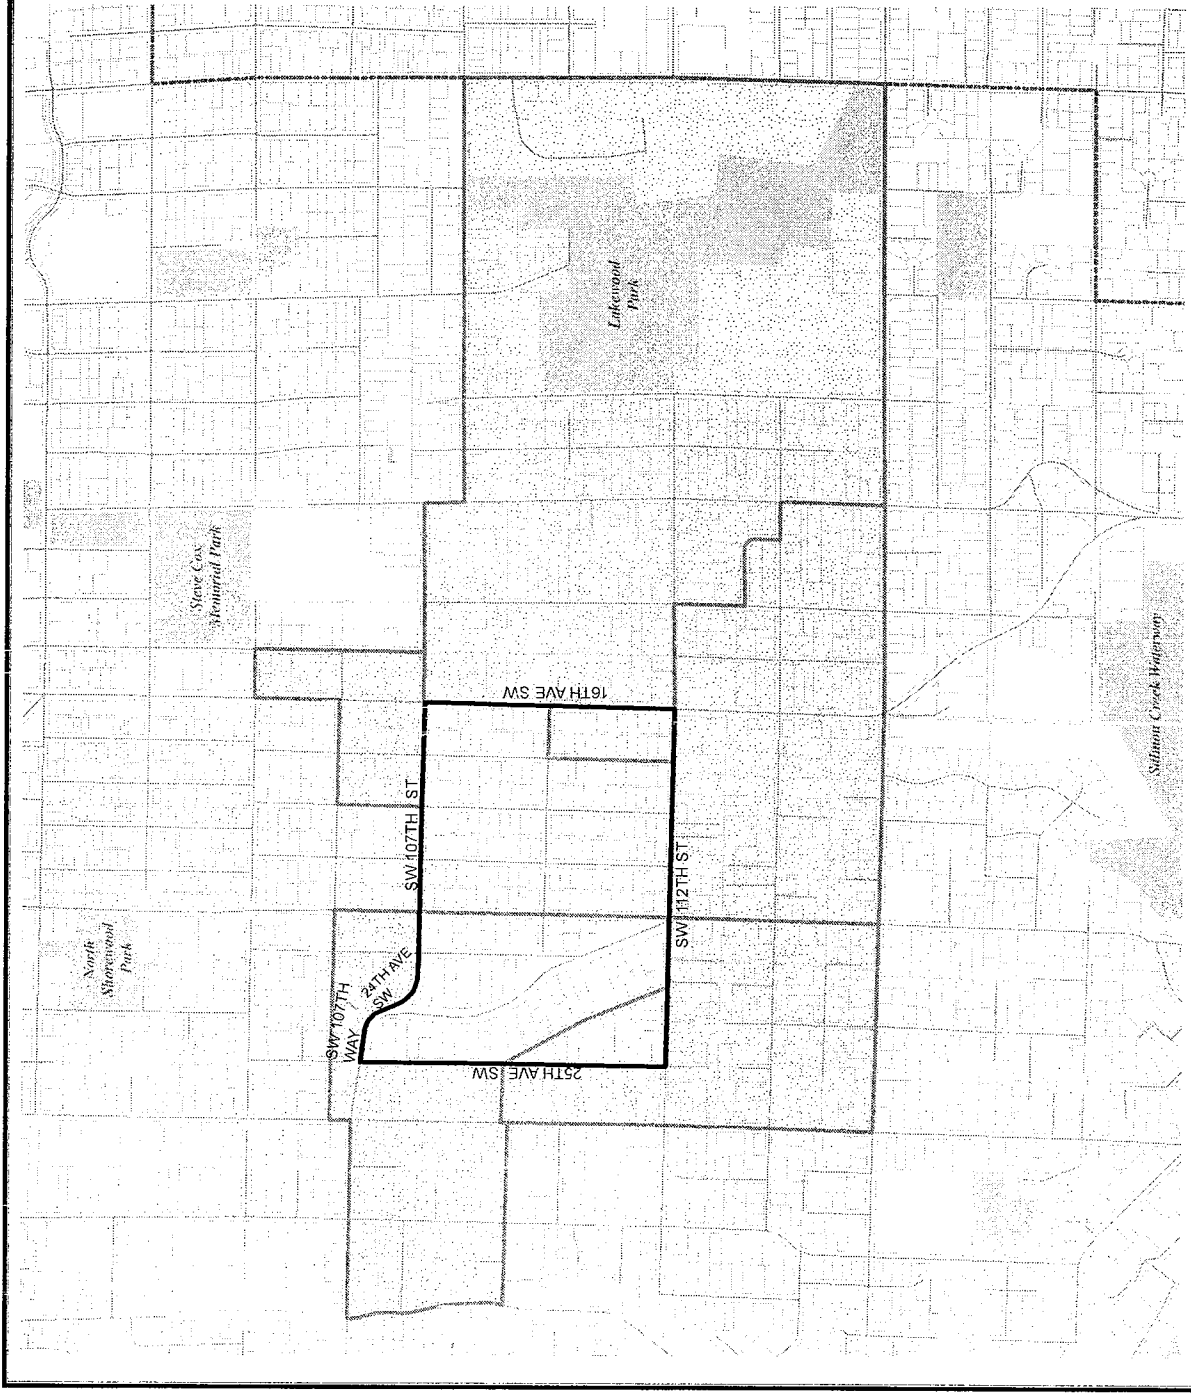 North
Shorewood
Park
Steve Cox
Memorial Park
Lakewood
Park
SW 107TH
WAY
24TH AVE
SW
SW 107TH ST
16TH AVE SW
25TH AVE SW
SW 112TH ST
Salmon Creek Waterway